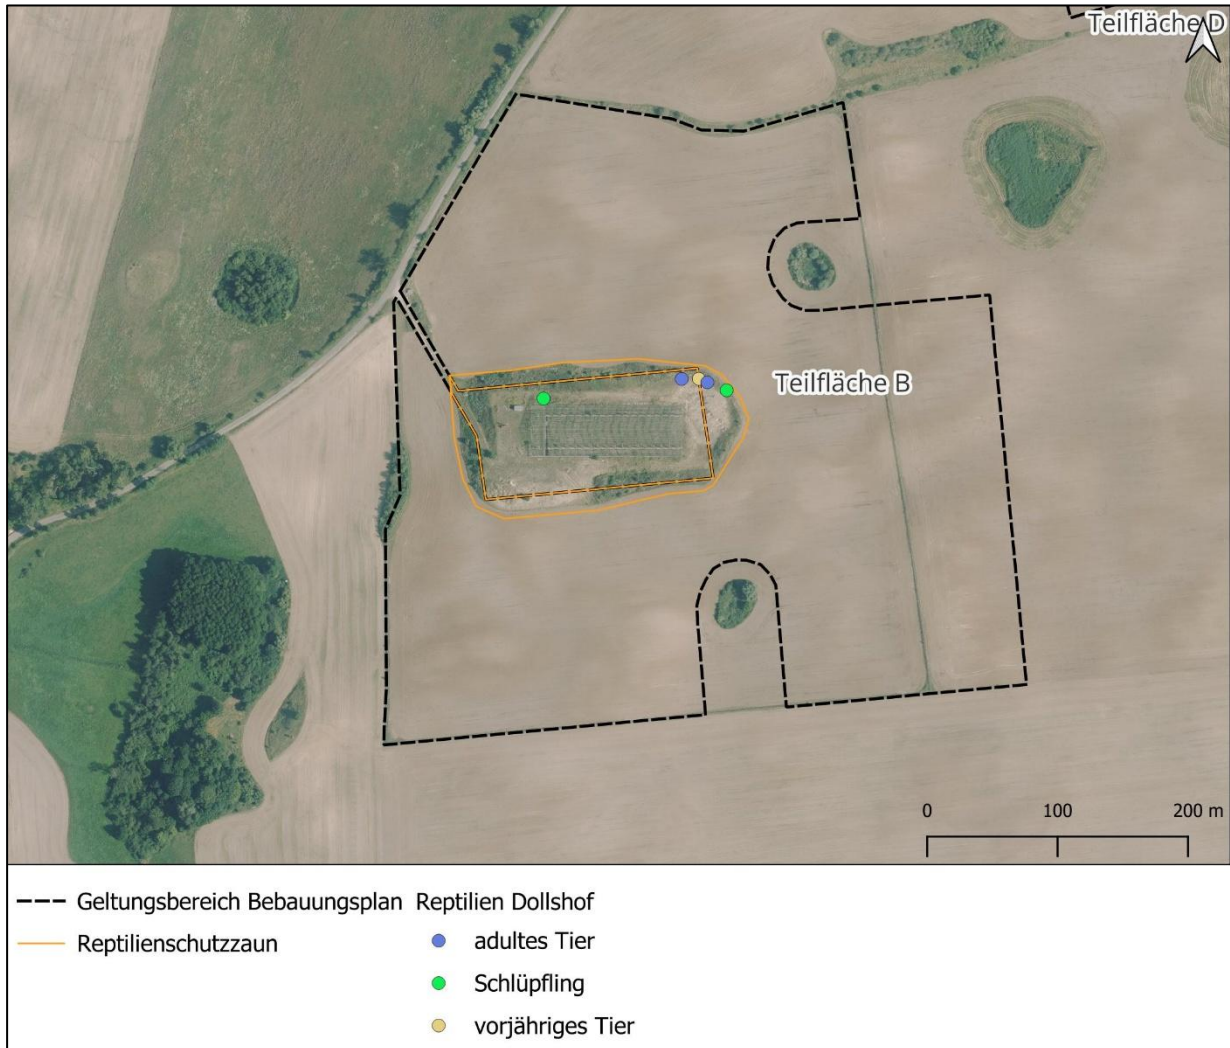 Teilfläche D
Teilfläche B
0 100 200 m
Geltungsbereich Bebauungsplan
Reptilienschutzzaun
Reptilien Dollshof
adultes Tier
Schlüpfling
vorjähriges Tier